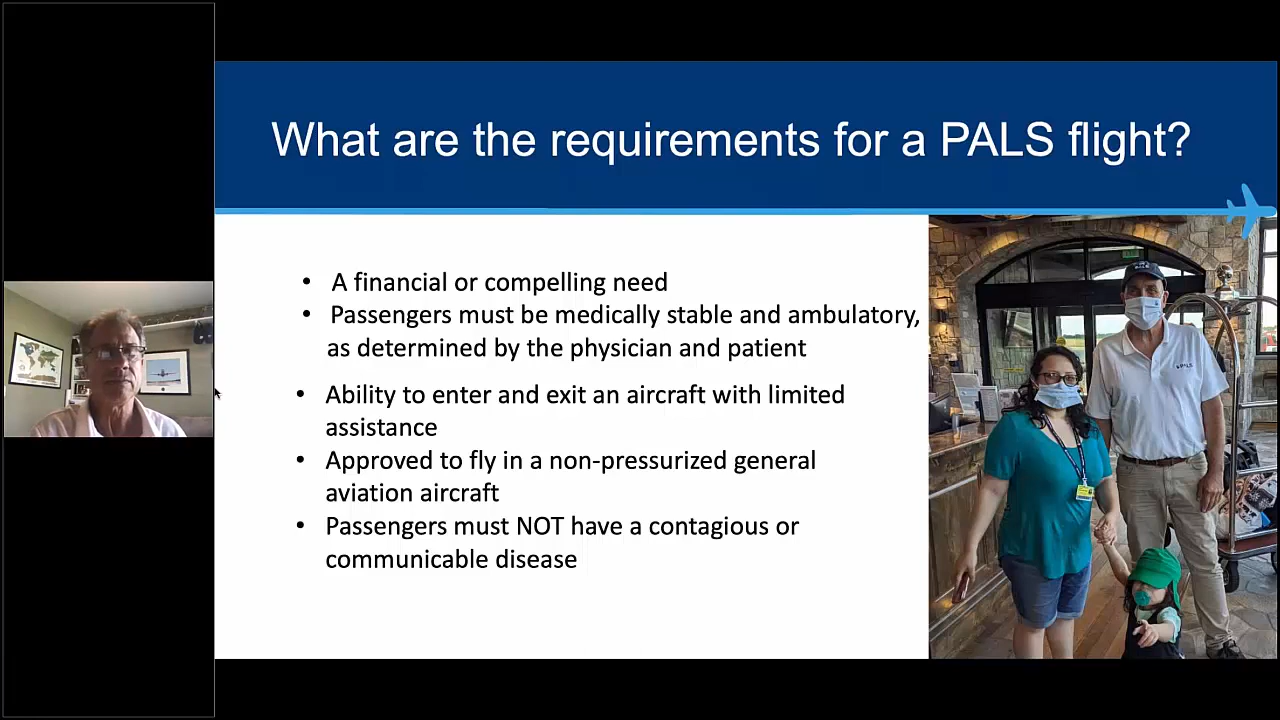 What are the requirements for a PALS flight?
• A financial or compelling need
• Passengers must be medically stable and ambulatory,
as determined by the physician and patient
• Ability to enter and exit an aircraft with limited
assistance
• Approved to fly in a non-pressurized general
aviation aircraft
• Passengers must NOT have a contagious or
communicable disease
PALS